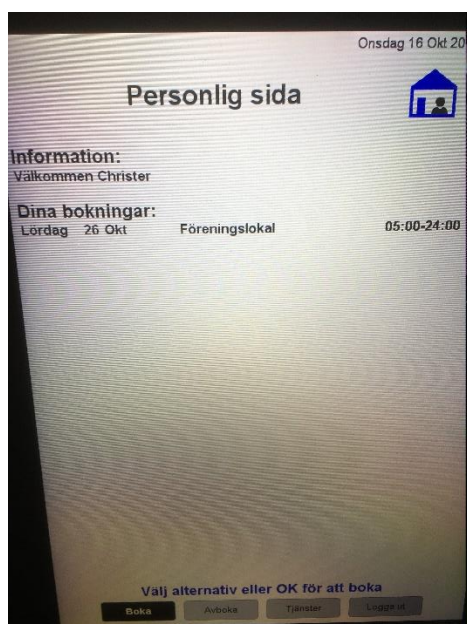 Onsdag 16 Okt 20
Personlig sida
Information:
Välkommen Christer
Dina bokningar:
Lördag 26 Okt Föreningslokal 05:00-24:00
Välj alternativ eller OK för att boka
Boka Avboka Tjänster Logga ut